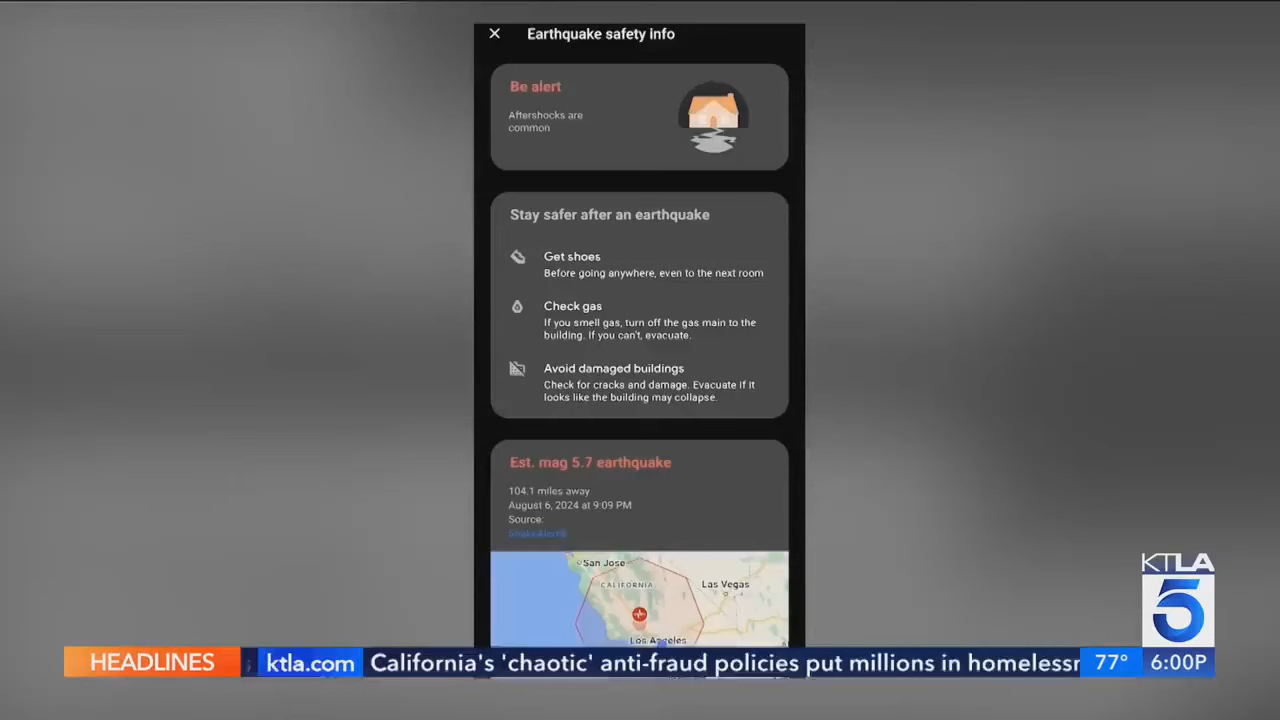 Earthquake safety info
Be alert
Aftershocks are
common
Stay safer after an earthquake
Get shoes
Before going anywhere, even to the next room
Check gas
If you smell gas, turn off the gas main to the
building. If you can't, evacuate.
Avoid damaged buildings
Check for cracks and damage. Evacuate if it
looks like the building may collapse.
Est. mag 5.7 earthquake
104.1 miles away
August 6, 2024 at 9:09 PM
Source:
ShakeAlert®
San Jose
CALIFORNIA
Las Vegas
Los Angeles
KTLA
5
HEADLINES
ktla.com
California's 'chaotic' anti-fraud policies put millions in
77°
6:00P